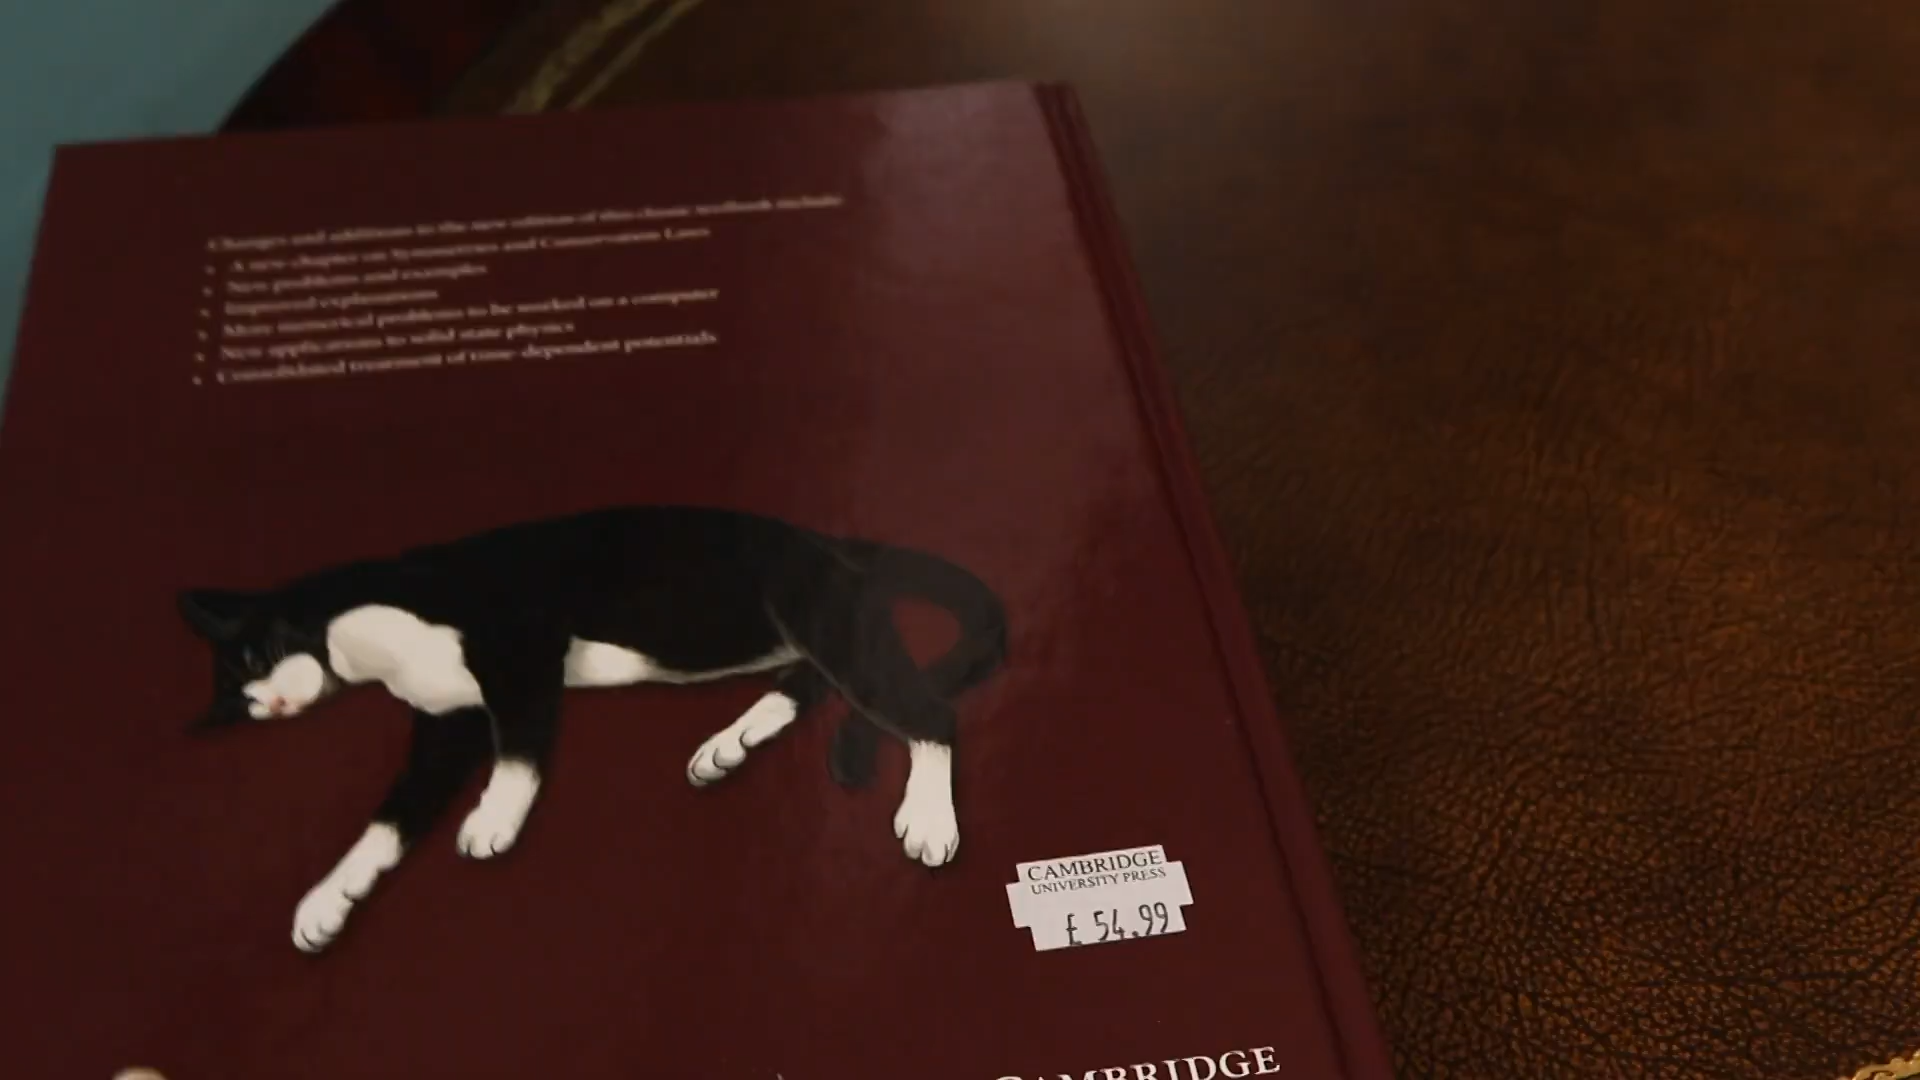 Changes and additions to the new edition of this classic textbook include:
• A new chapter on Symmetries and Conservation Laws
• New problems and examples
• Improved explanations
• More numerical problems to be worked on a computer
• New applications to solid state physics
• Consolidated treatment of time-dependent potentials
CAMBRIDGE
UNIVERSITY PRESS
£ 54.99
CAMBRIDGE